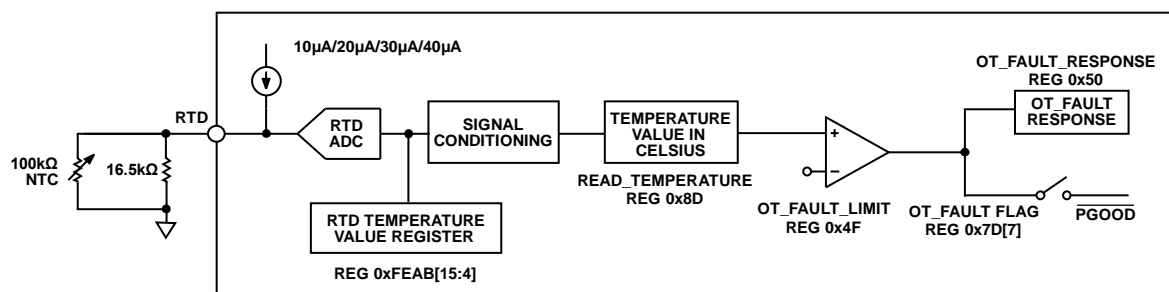 10µA/20µA/30µA/40µA
RTD
100kΩ
NTC
16.5kΩ
RTD
ADC
RTD TEMPERATURE
VALUE REGISTER
REG 0xFEAB[15:4]
SIGNAL
CONDITIONING
TEMPERATURE
VALUE IN
CELSIUS
READ_TEMPERATURE
REG 0x8D
+
–
OT_FAULT_LIMIT
REG 0x4F
OT_FAULT_RESPONSE
REG 0x50
OT_FAULT
RESPONSE
OT_FAULT FLAG
REG 0x7D[7]
PGOOD